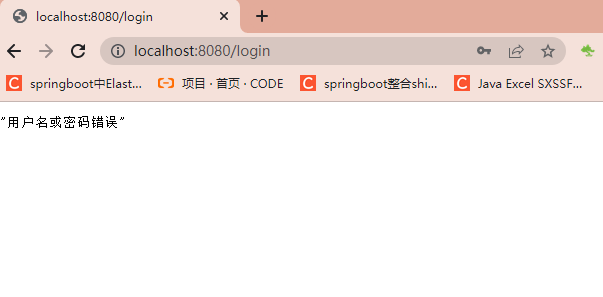 localhost:8080/login
localhost:8080/login
springboot中Elast... 项目 · 首页 · CODE springboot整合shi... Java Excel SXSSF...
"用户名或密码错误"